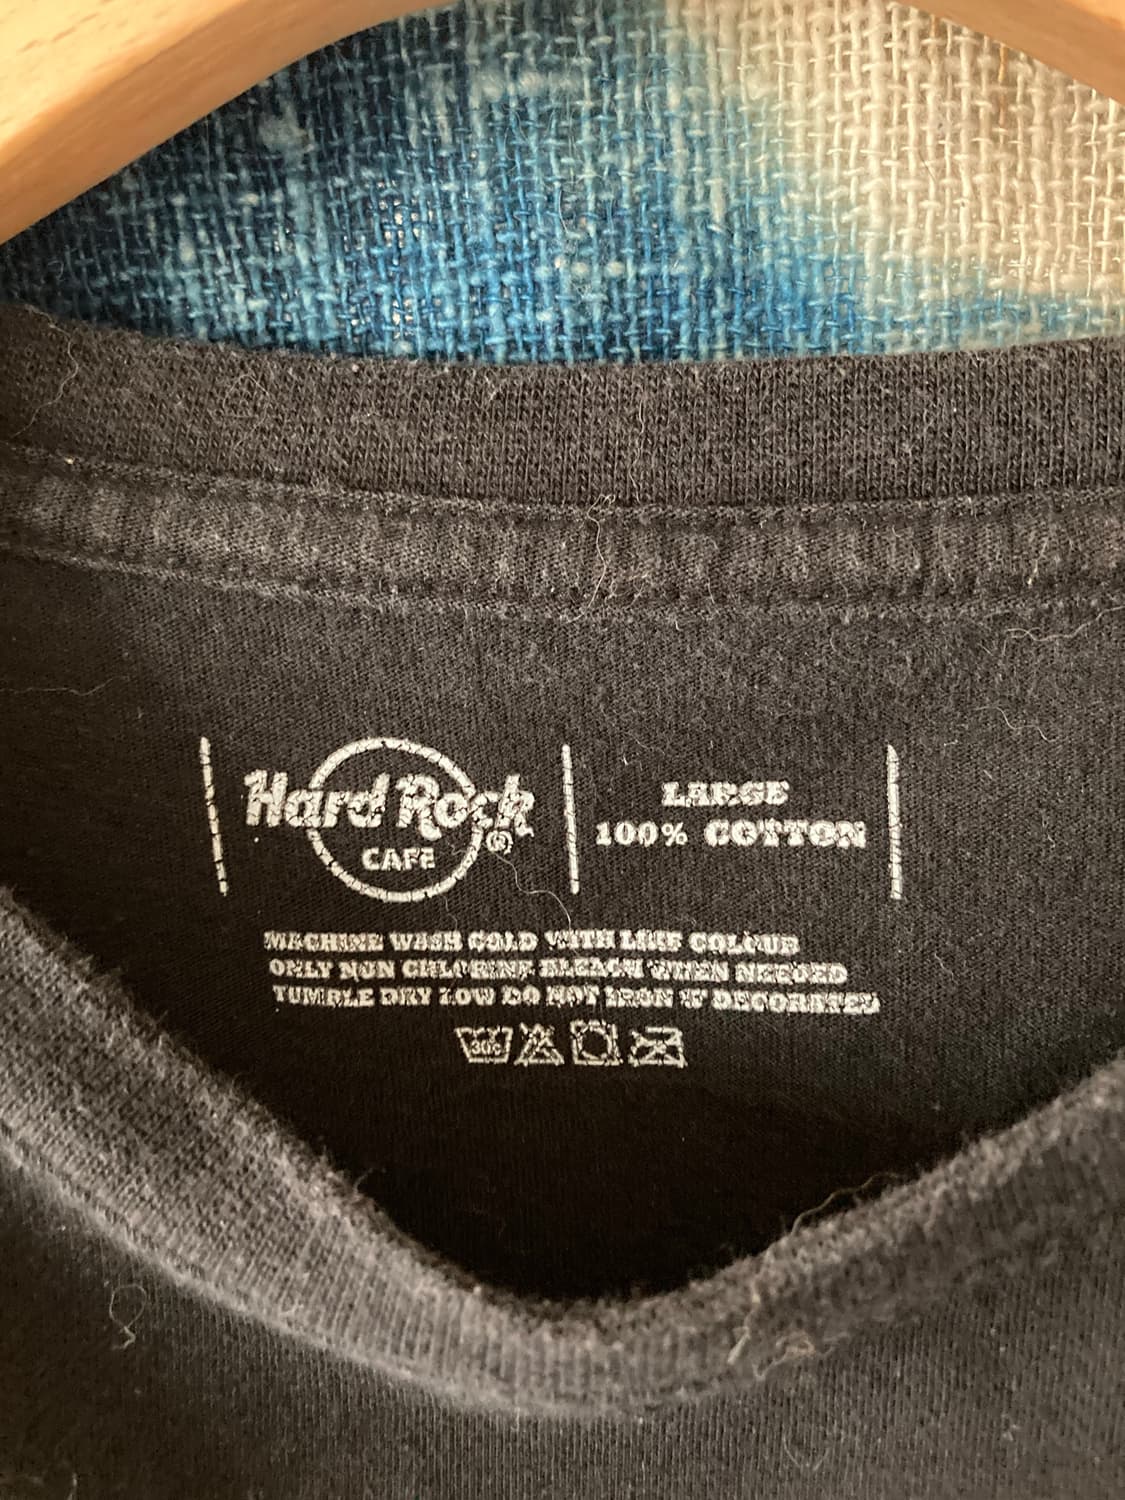 Hard Rock ®
CAFE
LARGE
100% COTTON
MACHINE WASH COLD WITH LIKE COLOUR
ONLY NON CHLORINE BLEACH WHEN NEEDED
TUMBLE DRY LOW DO NOT IRON IF DECORATED
30c